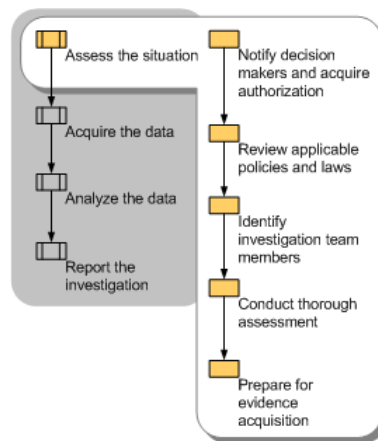 Assess the situation
Acquire the data
Analyze the data
Report the
investigation
Notify decision
makers and acquire
authorization
Review applicable
policies and laws
Identify
investigation team
members
Conduct thorough
assessment
Prepare for
evidence
acquisition